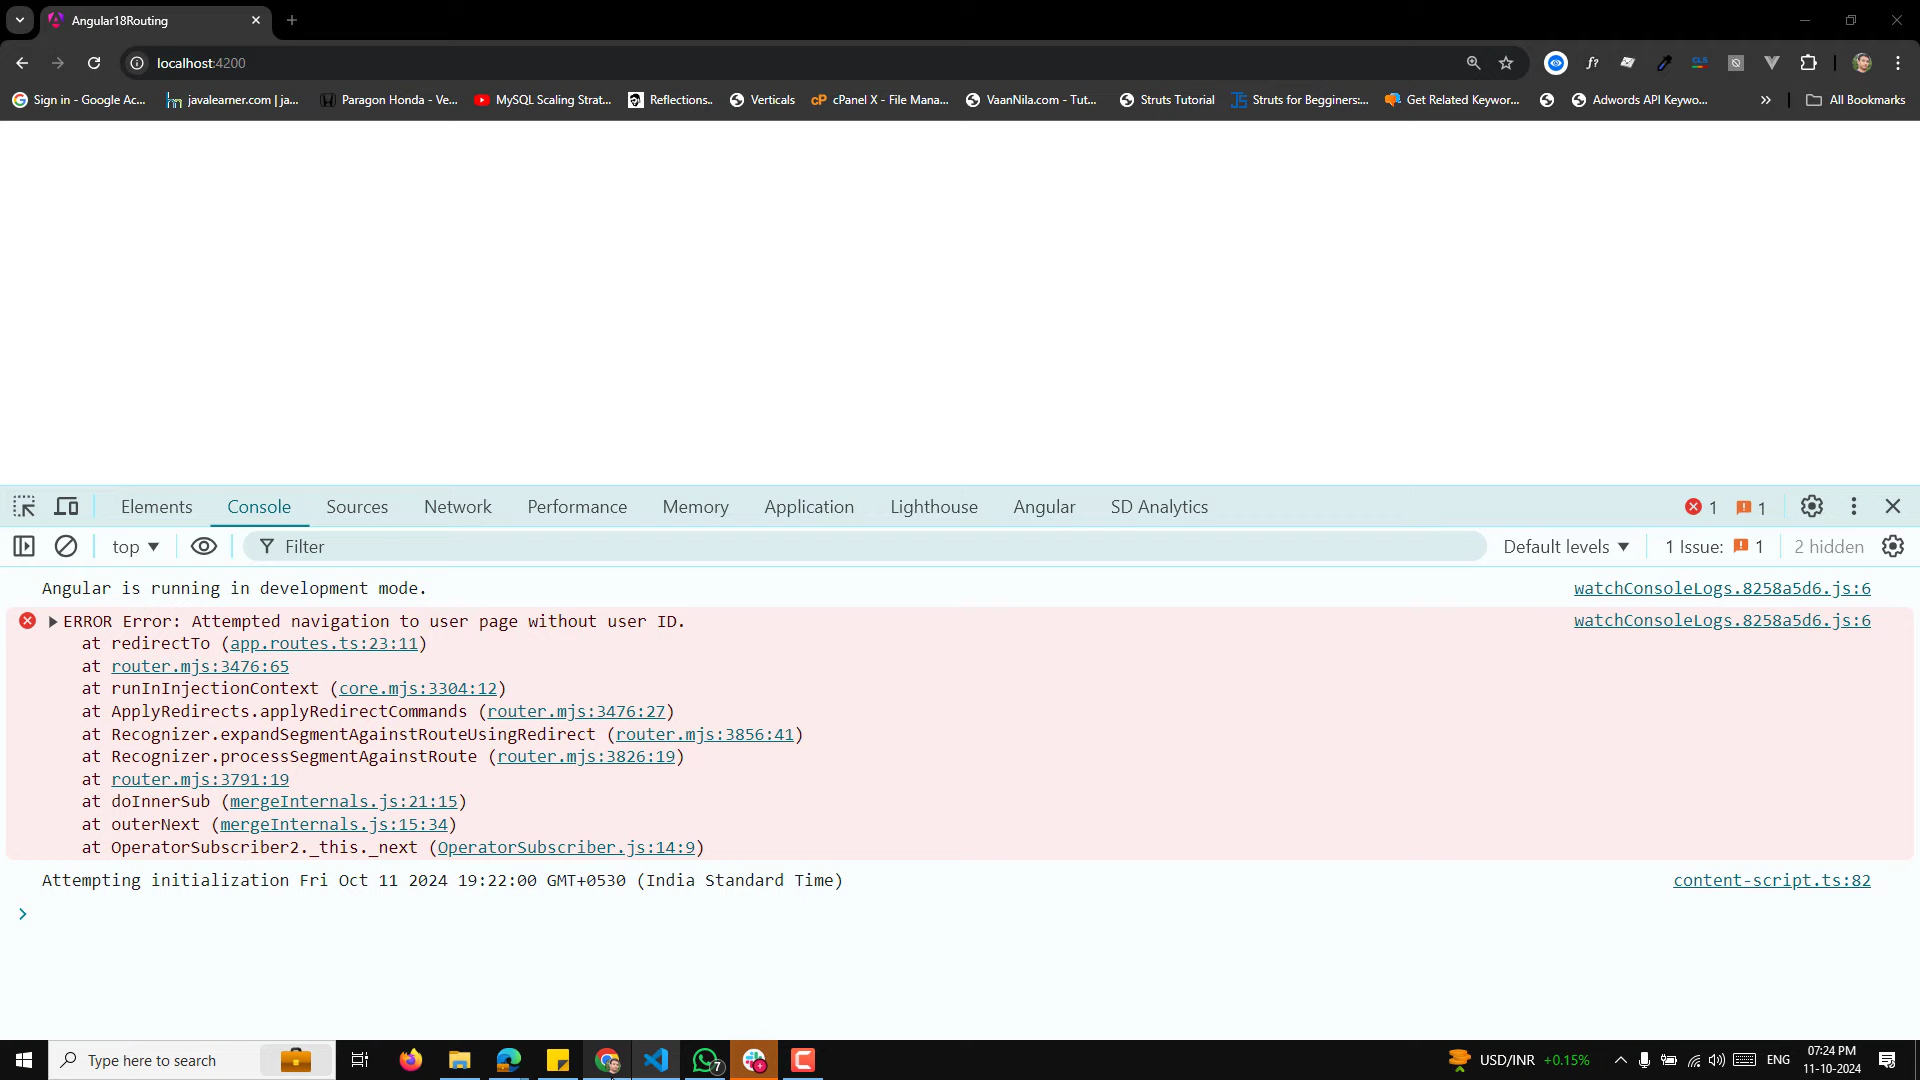 Angular18Routing
localhost:4200
f?
CLS
Sign in - Google Ac...
javalearner.com | ja...
Paragon Honda - Ve...
MySQL Scaling Strat...
Reflections..
Verticals
cPanel X - File Mana...
VaanNila.com - Tut...
Struts Tutorial
Struts for Begginers:...
Get Related Keywor...
Adwords API Keywo...
»
All Bookmarks
Elements
Console
Sources
Network
Performance
Memory
Application
Lighthouse
Angular
SD Analytics
1
1
top
Filter
Default levels
1 Issue: 1
2 hidden
Angular is running in development mode.
watchConsoleLogs.8258a5d6.js:6
ERROR Error: Attempted navigation to user page without user ID.
watchConsoleLogs.8258a5d6.js:6
at redirectTo (app.routes.ts:23:11)
at router.mjs:3476:65
at runInInjectionContext (core.mjs:3304:12)
at ApplyRedirects.applyRedirectCommands (router.mjs:3476:27)
at Recognizer.expandSegmentAgainstRouteUsingRedirect (router.mjs:3856:41)
at Recognizer.processSegmentAgainstRoute (router.mjs:3826:19)
at router.mjs:3791:19
at doInnerSub (mergeInternals.js:21:15)
at outerNext (mergeInternals.js:15:34)
at OperatorSubscriber2._this._next (OperatorSubscriber.js:14:9)
Attempting initialization Fri Oct 11 2024 19:22:00 GMT+0530 (India Standard Time)
content-script.ts:82
Type here to search
7
USD/INR +0.15%
ENG
07:24 PM
11-10-2024